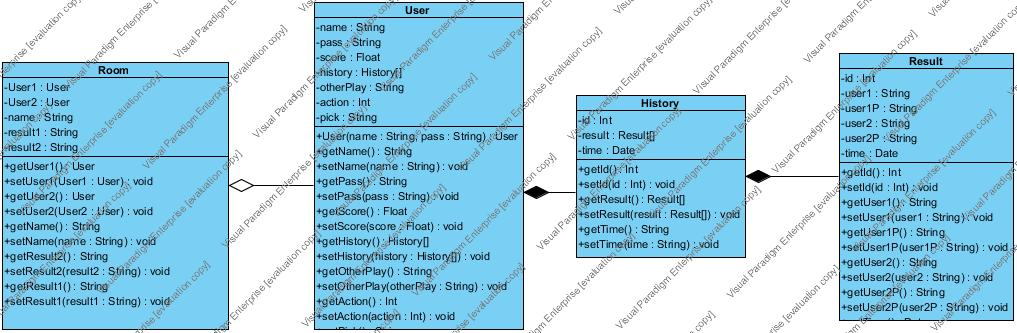 Room
-User1 : User
-User2 : User
-name : String
-result1 : String
-result2 : String
+getUser1() : User
+setUser1(User1 : User) : void
+getUser2() : User
+setUser2(User2 : User) : void
+getName() : String
+setName(name : String) : void
+getResult2() : String
+setResult2(result2 : String) : void
+getResult1() : String
+setResult1(result1 : String) : void
User
-name : String
-pass : String
-score : Float
-history : History[]
-otherPlay : String
-action : Int
-pick : String
+User(name : String, pass : String) : User
+getName() : String
+setName(name : String) : void
+getPass() : String
+setPass(pass : String) : void
+getScore() : Float
+setScore(score : Float) : void
+getHistory() : History[]
+setHistory(history : History[]) : void
+getOtherPlay() : String
+setOtherPlay(otherPlay : String) : void
+getAction() : Int
+setAction(action : Int) : void
History
-id : Int
-result : Result[]
-time : Date
+getId() : Int
+setId(id : Int) : void
+getResult() : Result[]
+setResult(result : Result[]) : void
+getTime() : String
+setTime(time : String) : void
Result
-id : Int
-user1 : String
-user1P : String
-user2 : String
-user2P : String
-time : Date
+getId() : Int
+setId(id : Int) : void
+getUser1() : String
+setUser1(user1 : String) : void
+getUser1P() : String
+setUser1P(user1P : String) : void
+getUser2() : String
+setUser2(user2 : String) : void
+getUser2P() : String
+setUser2P(user2P : String) : void
Visual Paradigm Enterprise [evaluation copy]